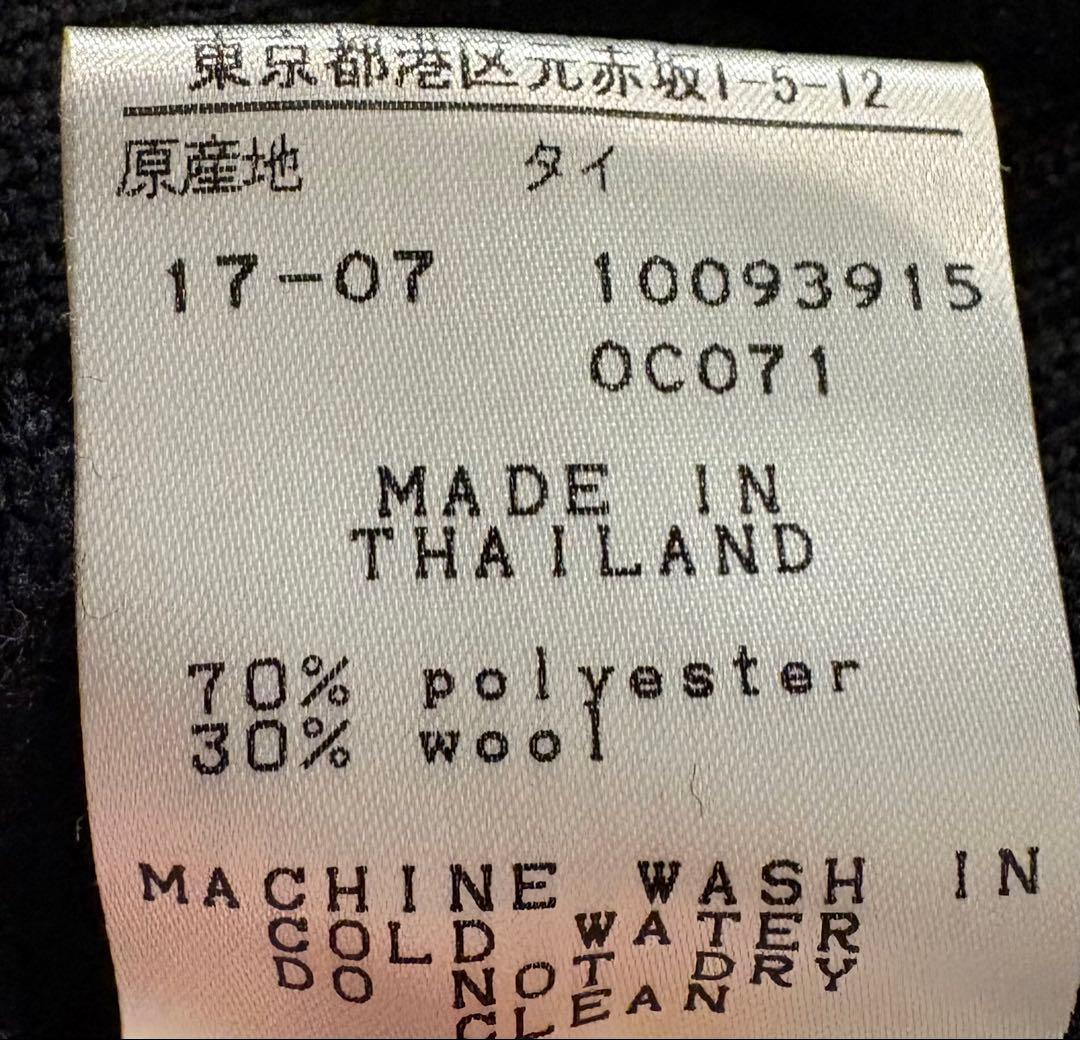 東京都港区元赤坂1-5-12
原産地 タイ
17-07 10093915
0C071
MADE IN
THAILAND
70% polyester
30% wool
MACHINE WASH IN
COLD WATER
DO NOT DRY
CLEAN